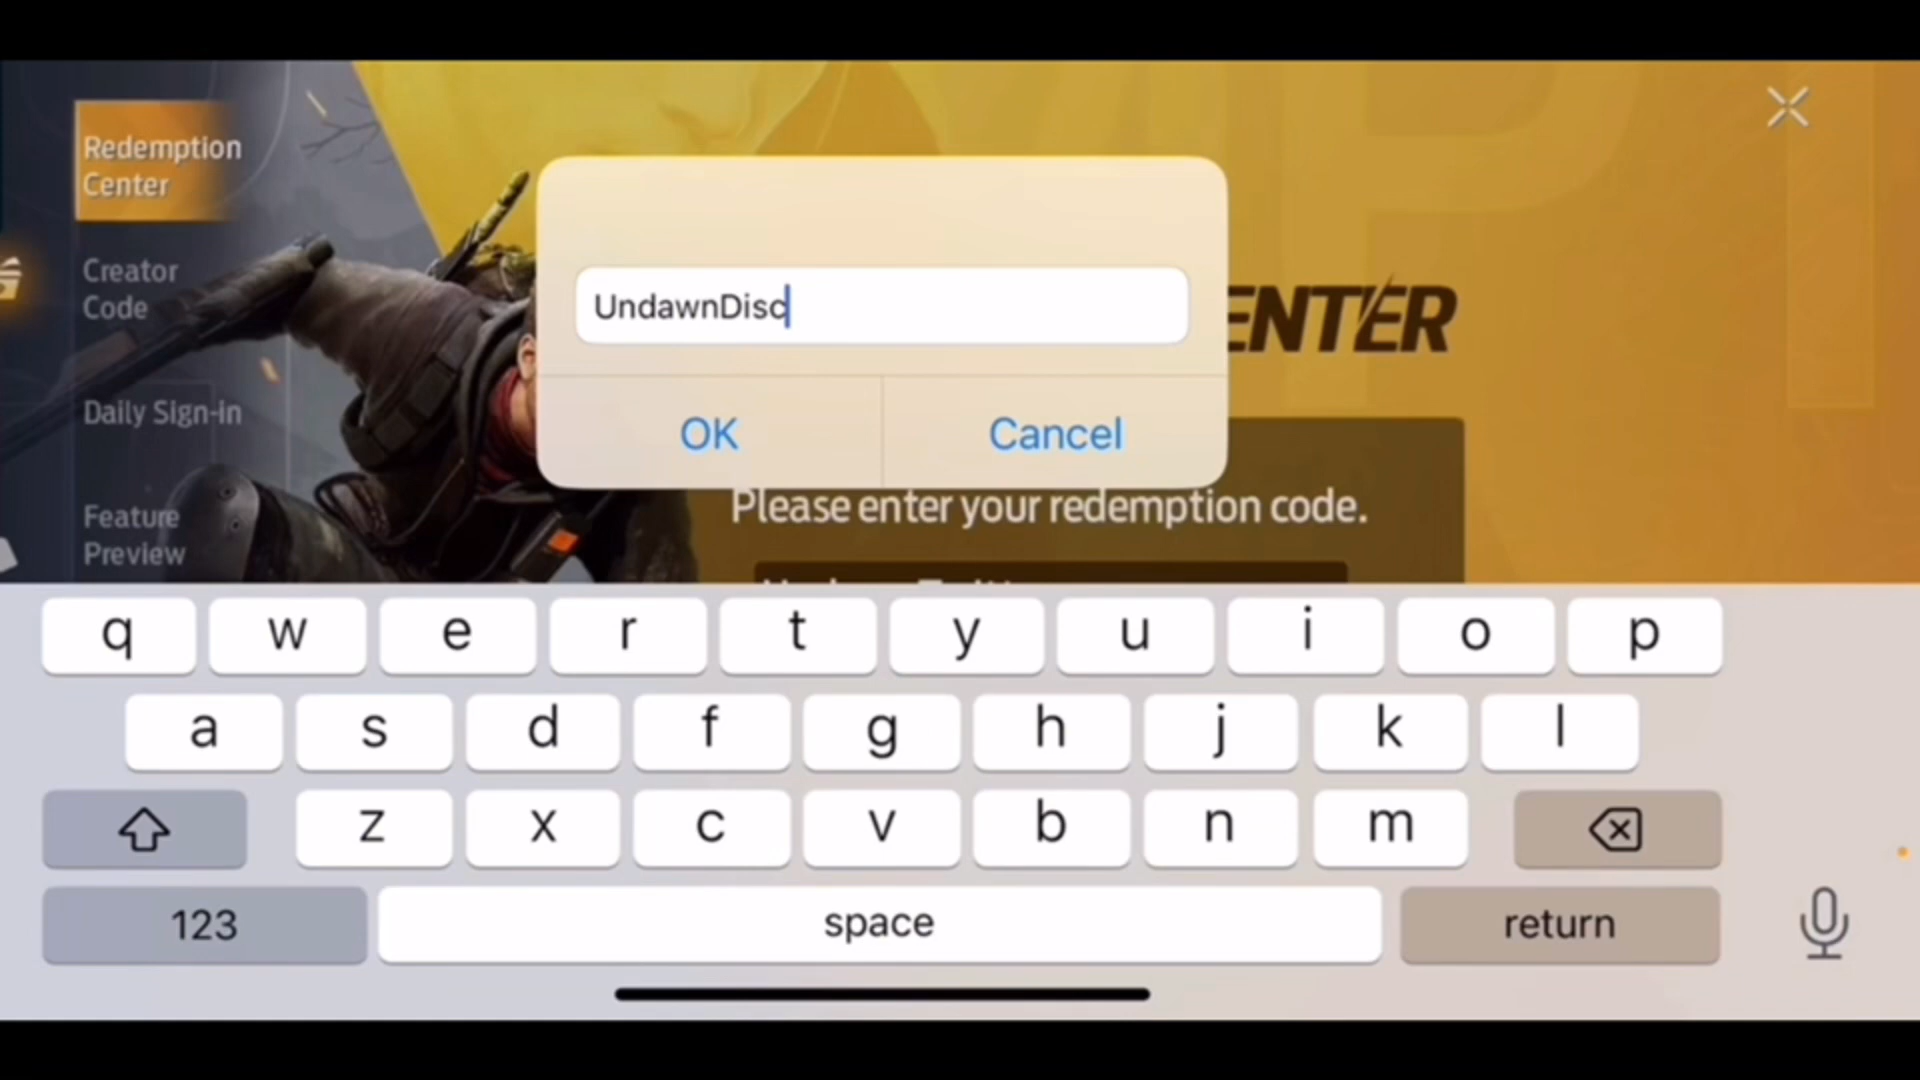 Redemption
Center
Creator
Code
Daily Sign-in
Feature
Preview
UndawnDisc
OK
Cancel
ENTER
Please enter your redemption code.
q w e r t y u i o p
a s d f g h j k l
z x c v b n m
123
space
return